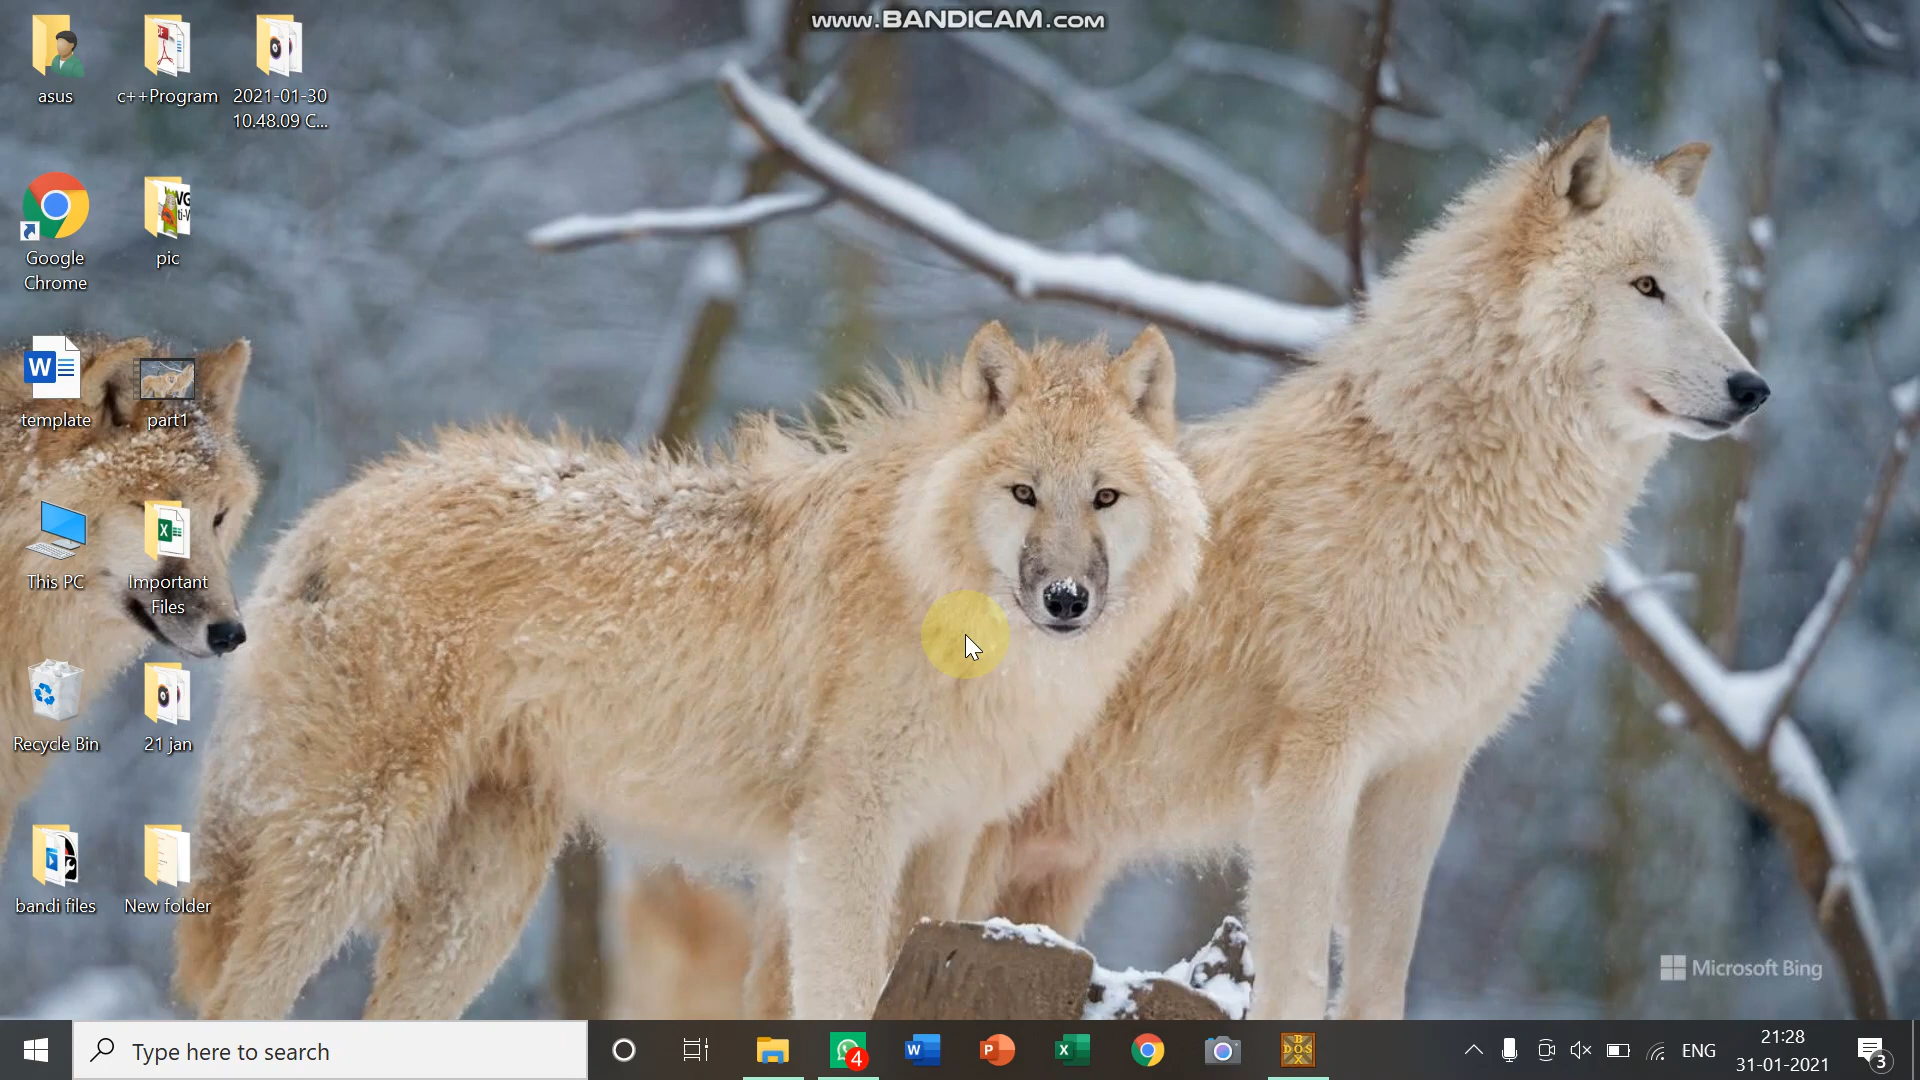 www.BANDICAM.com
asus
c++Program
2021-01-30
10.48.09 C...
Google
Chrome
pic
template
part1
This PC
Important
Files
Recycle Bin
21 jan
bandi files
New folder
Microsoft Bing
Type here to search
4
ENG
21:28
31-01-2021
3